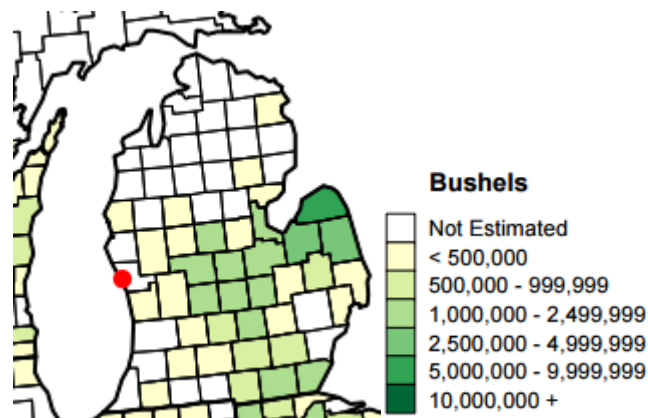 Bushels
Not Estimated
< 500,000
500,000 - 999,999
1,000,000 - 2,499,999
2,500,000 - 4,999,999
5,000,000 - 9,999,999
10,000,000 +